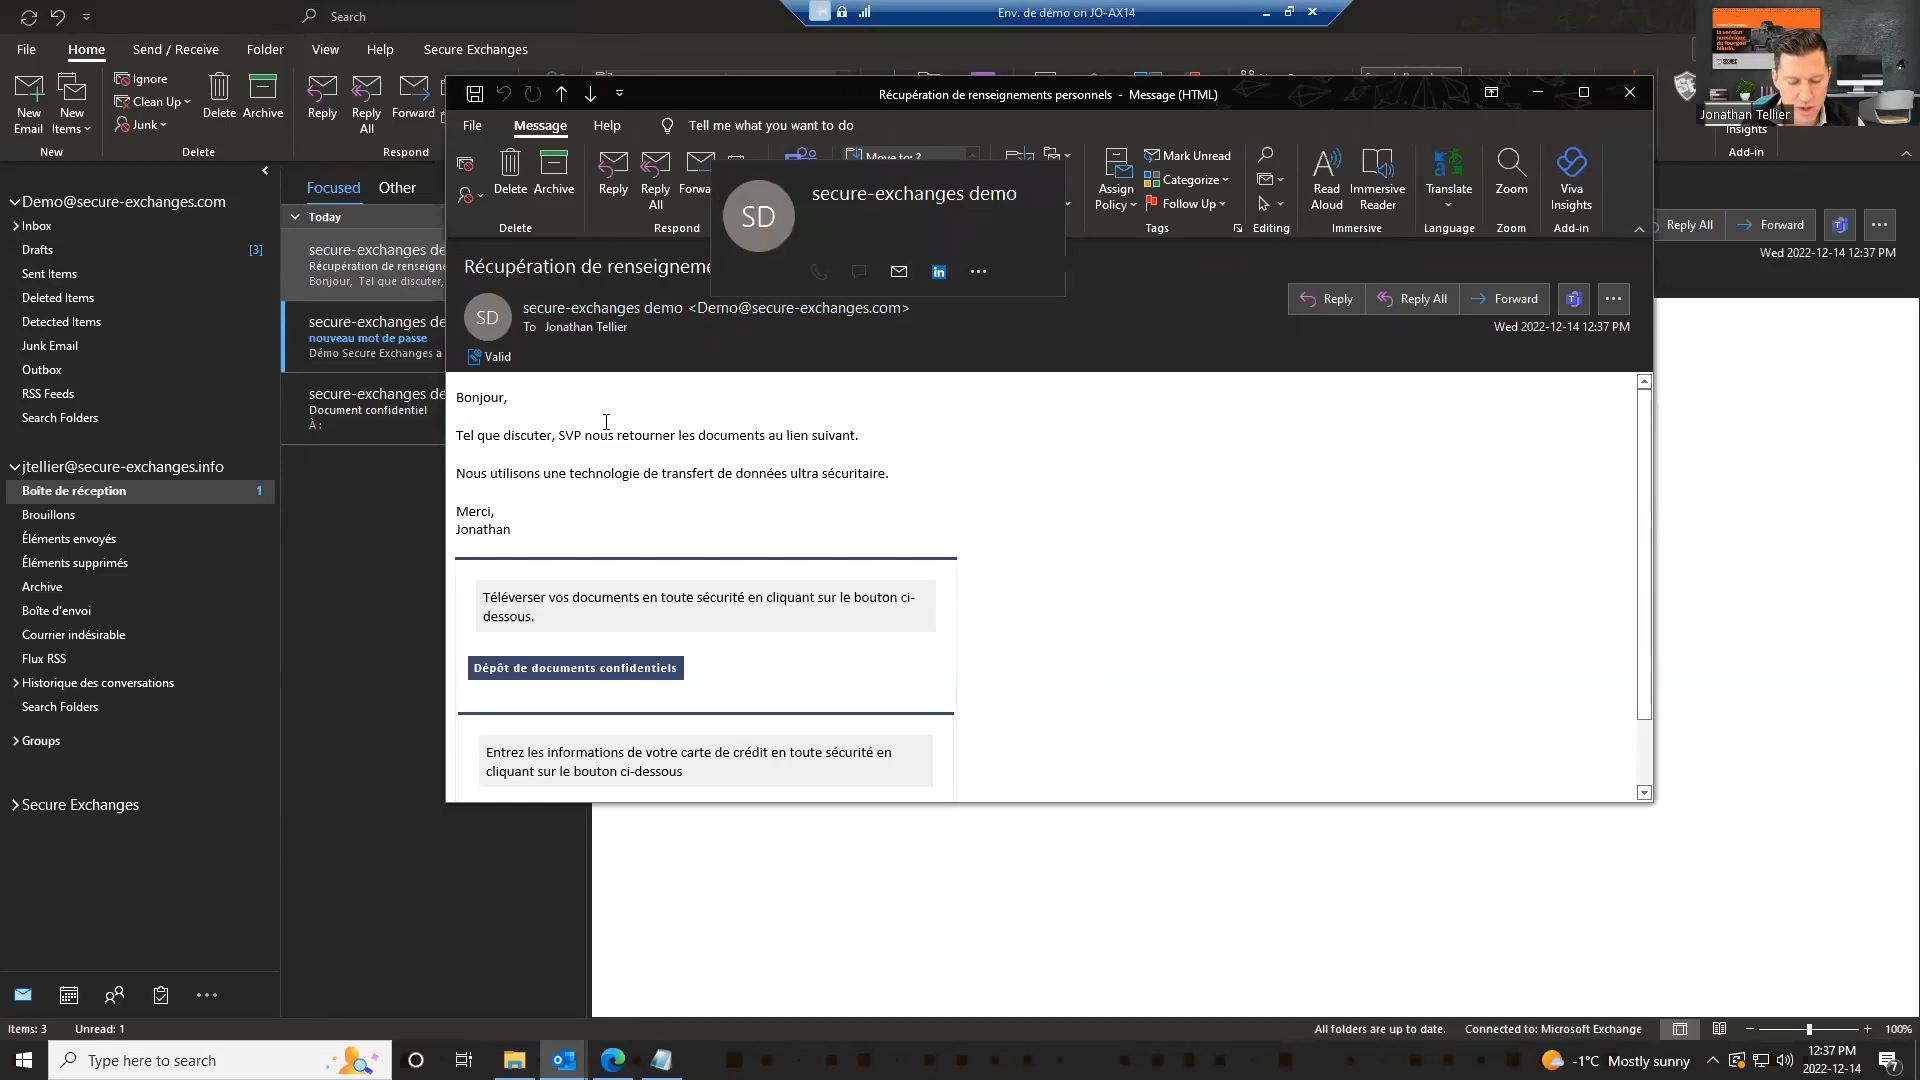 Search
Env. de démo on JO-AX14
File Home Send / Receive Folder View Help Secure Exchanges
New Email
New Items
New
Ignore
Clean Up
Junk
Delete
Archive
Delete
Reply
Reply All
Forward
Respond
Jonathan Tellier
Insights
Add-in
Demo@secure-exchanges.com
Inbox
Drafts [3]
Sent Items
Deleted Items
Detected Items
Junk Email
Outbox
RSS Feeds
Search Folders
jtellier@secure-exchanges.info
Boîte de réception 1
Brouillons
Éléments envoyés
Éléments supprimés
Archive
Boîte d'envoi
Courrier indésirable
Flux RSS
Historique des conversations
Search Folders
Groups
Secure Exchanges
Focused Other
Today
secure-exchanges de
Récupération de renseign
Bonjour, Tel que discuter,
secure-exchanges de
nouveau mot de passe
Démo Secure Exchanges a
secure-exchanges de
Document confidentiel
À :
Récupération de renseignements personnels - Message (HTML)
File Message Help Tell me what you want to do
Delete
Archive
Delete
Reply
Reply All
Forwa
Respond
Move to: ?
Assign Policy
Mark Unread
Categorize
Follow Up
Tags
Editing
Read Aloud
Immersive Reader
Immersive
Translate
Language
Zoom
Zoom
Viva Insights
Add-in
SD
secure-exchanges demo
in
Récupération de renseigneme
SD
secure-exchanges demo <Demo@secure-exchanges.com>
To Jonathan Tellier
Valid
Reply Reply All Forward
Wed 2022-12-14 12:37 PM
Reply All Forward
Wed 2022-12-14 12:37 PM
Bonjour,
Tel que discuter, SVP nous retourner les documents au lien suivant.
Nous utilisons une technologie de transfert de données ultra sécuritaire.
Merci,
Jonathan
Téléverser vos documents en toute sécurité en cliquant sur le bouton ci-
dessous.
Dépôt de documents confidentiels
Entrez les informations de votre carte de crédit en toute sécurité en
cliquant sur le bouton ci-dessous
Items: 3 Unread: 1
All folders are up to date. Connected to: Microsoft Exchange 100%
Type here to search
-1°C Mostly sunny
12:37 PM
2022-12-14
7